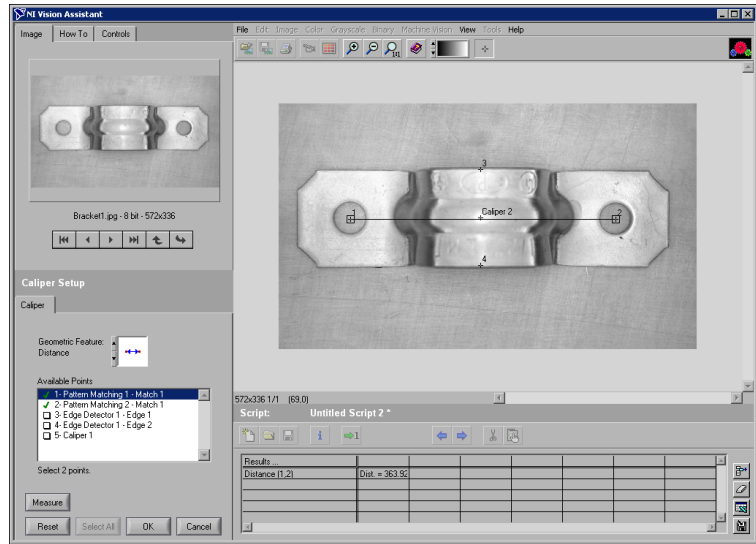 NI Vision Assistant
Image How To Controls
File Edit Image Color Grayscale Binary Machine Vision View Tools Help
1:1
Bracket1.jpg - 8 bit - 572x336
3
1
Caliper 2
2
4
Caliper Setup
Caliper
Geometric Feature:
Distance
Available Points
1- Pattern Matching 1 - Match 1
2- Pattern Matching 2 - Match 1
3- Edge Detector 1 - Edge 1
4- Edge Detector 1 - Edge 2
5- Caliper 1
Select 2 points.
Measure
Reset Select All OK Cancel
572x336 1/1 (69,0)
Script: Untitled Script 2 *
Results ...
Distance (1,2) Dist. = 363.92